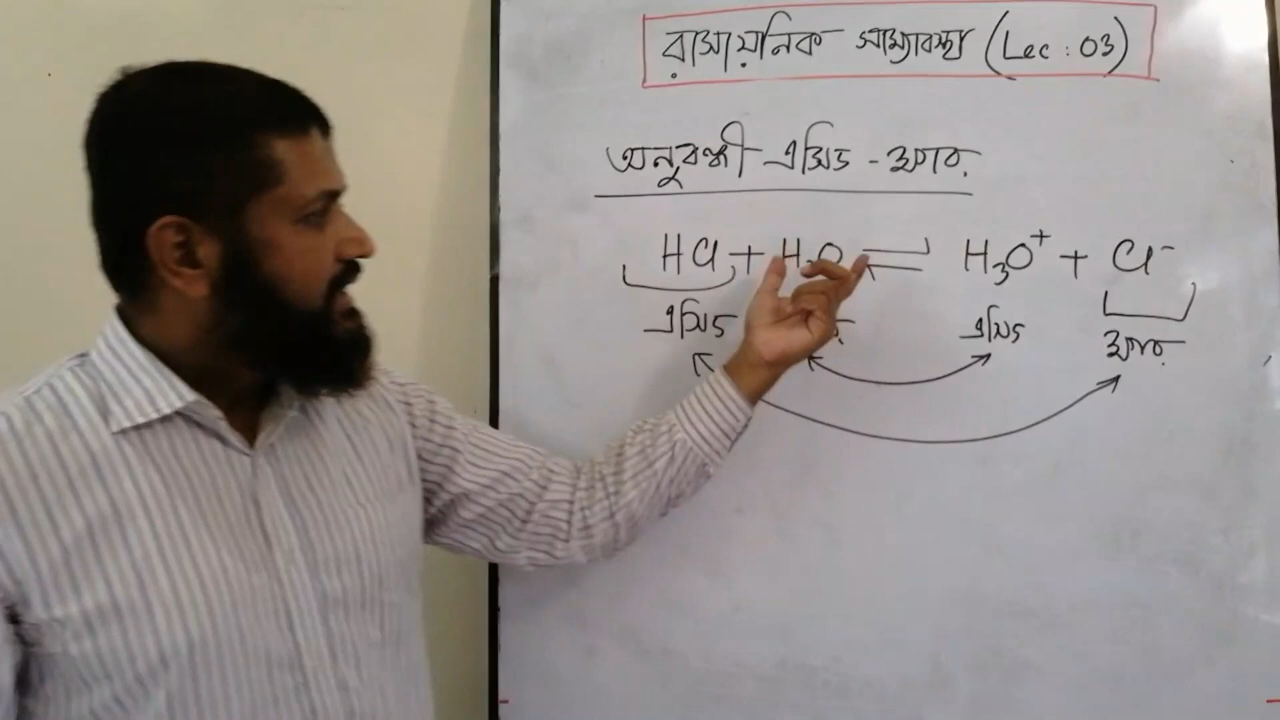 রাসায়নিক সাম্যাবস্থা (Lec : 03)
অনুবন্ধী এসিড - ক্ষার
HCl + H₂O ⇌ H₃O⁺ + Cl⁻
এসিড এসিড ক্ষার